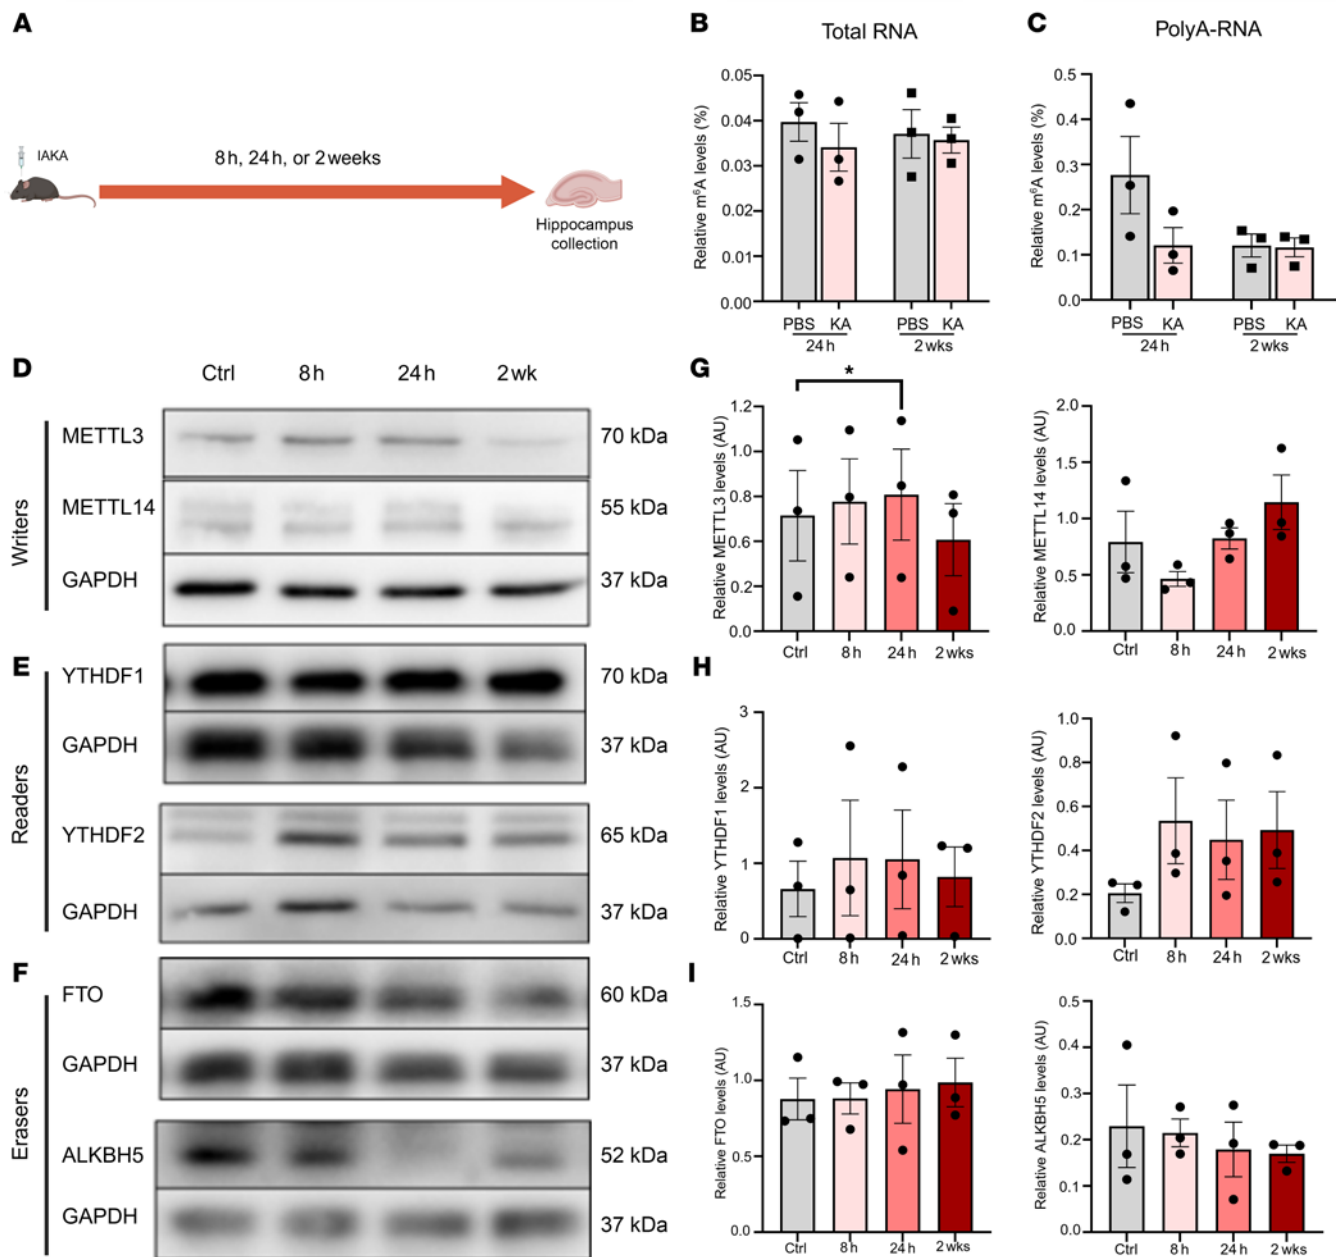 A
IAKA
8 h, 24 h, or 2 weeks
Hippocampus
collection
B
Total RNA
Relative m⁶A levels (%)
0.05
0.04
0.03
0.02
0.01
0.00
PBS KA PBS KA
24 h 2 wks
C
PolyA-RNA
Relative m⁶A levels (%)
0.5
0.4
0.3
0.2
0.1
0.0
PBS KA PBS KA
24 h 2 wks
D
Ctrl 8 h 24 h 2 wk
Writers
METTL3 70 kDa
METTL14 55 kDa
GAPDH 37 kDa
E
Readers
YTHDF1 70 kDa
GAPDH 37 kDa
YTHDF2 65 kDa
GAPDH 37 kDa
F
Erasers
FTO 60 kDa
GAPDH 37 kDa
ALKBH5 52 kDa
GAPDH 37 kDa
G
*
Relative METTL3 levels (AU)
1.2
1.0
0.8
0.6
0.2
0.0
Ctrl 8 h 24 h 2 wks
Relative METTL14 levels (AU)
2.0
1.5
1.0
0.5
0.0
Ctrl 8 h 24 h 2 wks
H
Relative YTHDF1 levels (AU)
3
2
1
0
Ctrl 8 h 24 h 2 wks
Relative YTHDF2 levels (AU)
1.0
0.8
0.6
0.4
0.2
0.0
Ctrl 8 h 24 h 2 wks
I
Relative FTO levels (AU)
1.5
1.0
0.5
0.0
Ctrl 8 h 24 h 2 wks
Relative ALKBH5 levels (AU)
0.5
0.4
0.3
0.2
0.1
0.0
Ctrl 8 h 24 h 2 wks